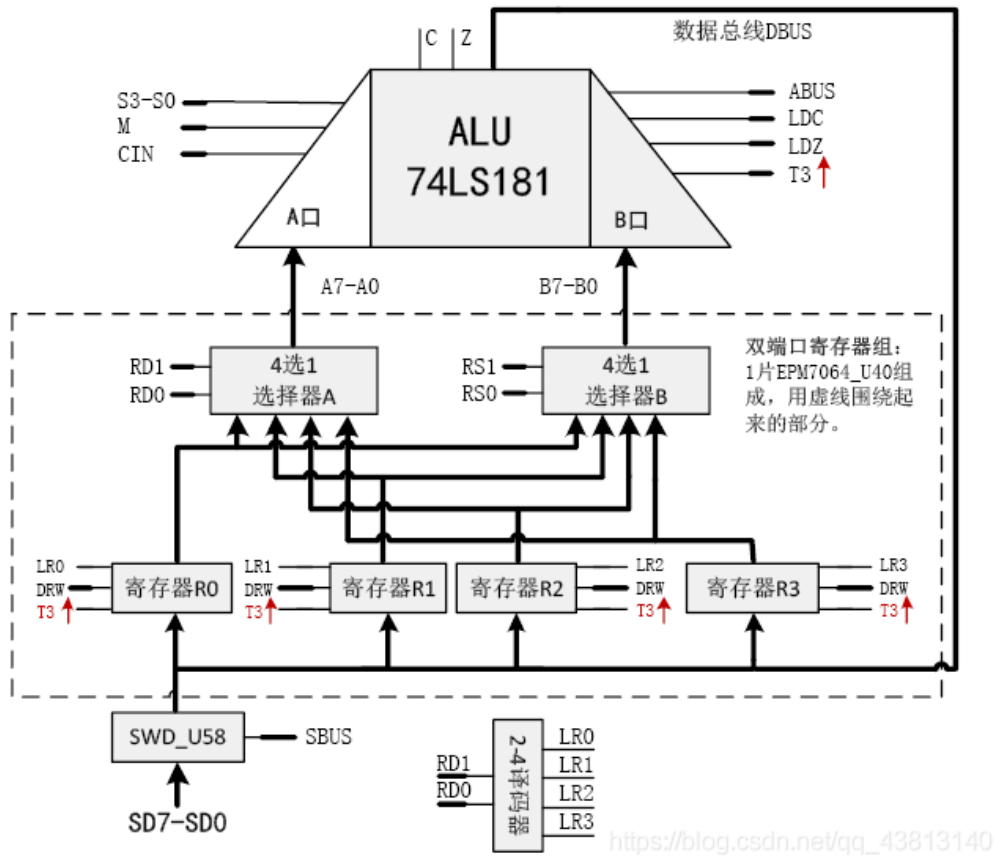 C Z
数据总线DBUS
S3-S0
M
CIN
ALU
74LS181
A口
B口
ABUS
LDC
LDZ
T3
A7-A0
B7-B0
RD1
RD0
4选1
选择器A
RS1
RS0
4选1
选择器B
双端口寄存器组：
1片EPM7064_U40组
成，用虚线围绕起
来的部分。
LR0
DRW
T3
寄存器R0
LR1
DRW
T3
寄存器R1
寄存器R2
LR2
DRW
T3
寄存器R3
LR3
DRW
T3
SWD_U58
SBUS
SD7-SD0
RD1
RD0
2-4译码器
LR0
LR1
LR2
LR3
https://blog.csdn.net/qq_43813140